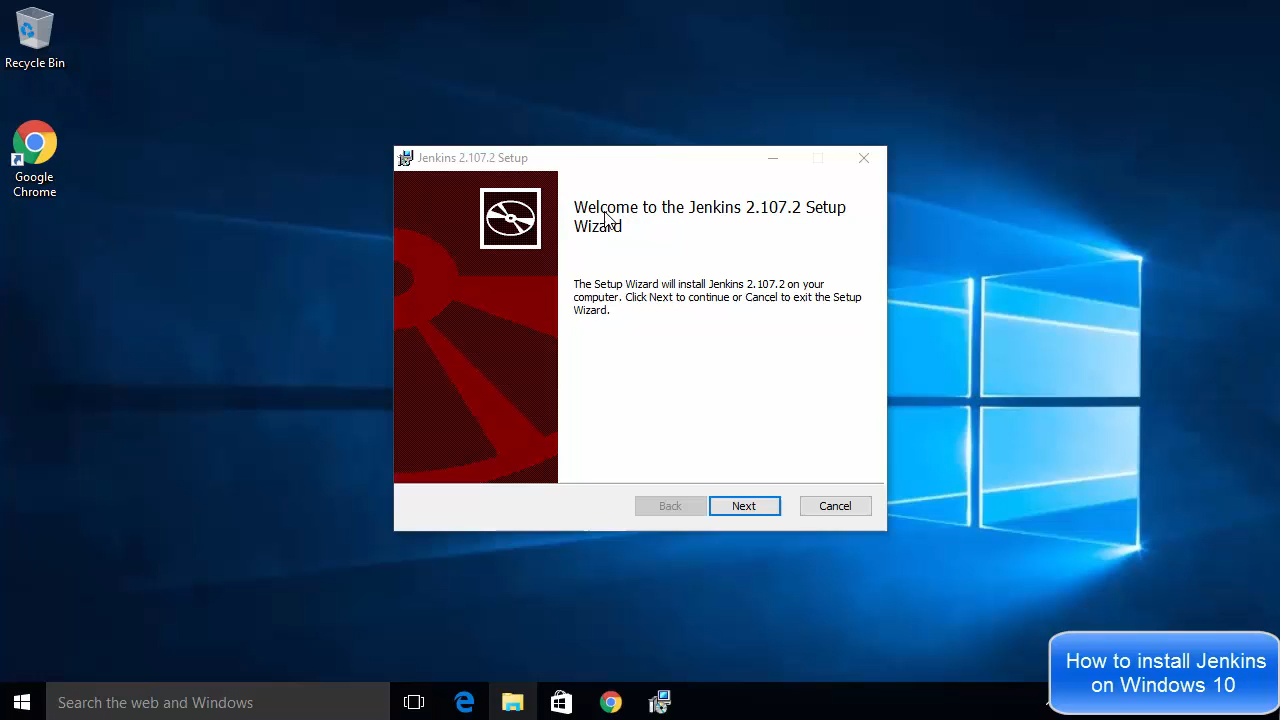 Recycle Bin
Google
Chrome
Jenkins 2.107.2 Setup
Welcome to the Jenkins 2.107.2 Setup
Wizard
The Setup Wizard will install Jenkins 2.107.2 on your
computer. Click Next to continue or Cancel to exit the Setup
Wizard.
Back
Next
Cancel
How to install Jenkins
on Windows 10
Search the web and Windows